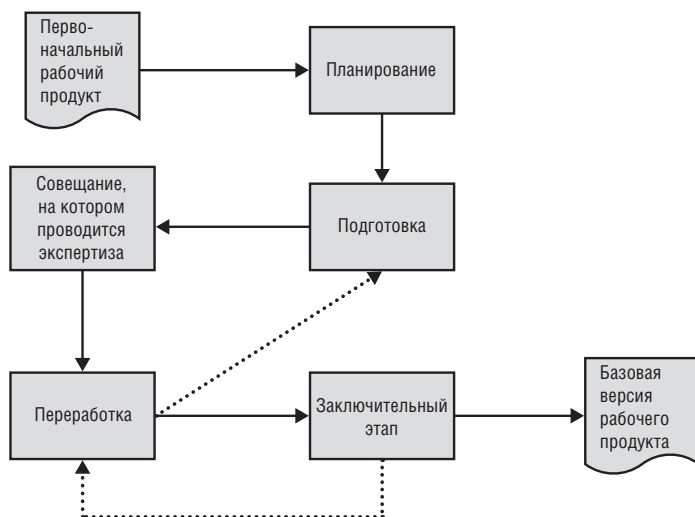 Перво-
начальный
рабочий
продукт
Планирование
Совещание,
на котором
проводится
экспертиза
Подготовка
Переработка
Заключительный
этап
Базовая
версия
рабочего
продукта